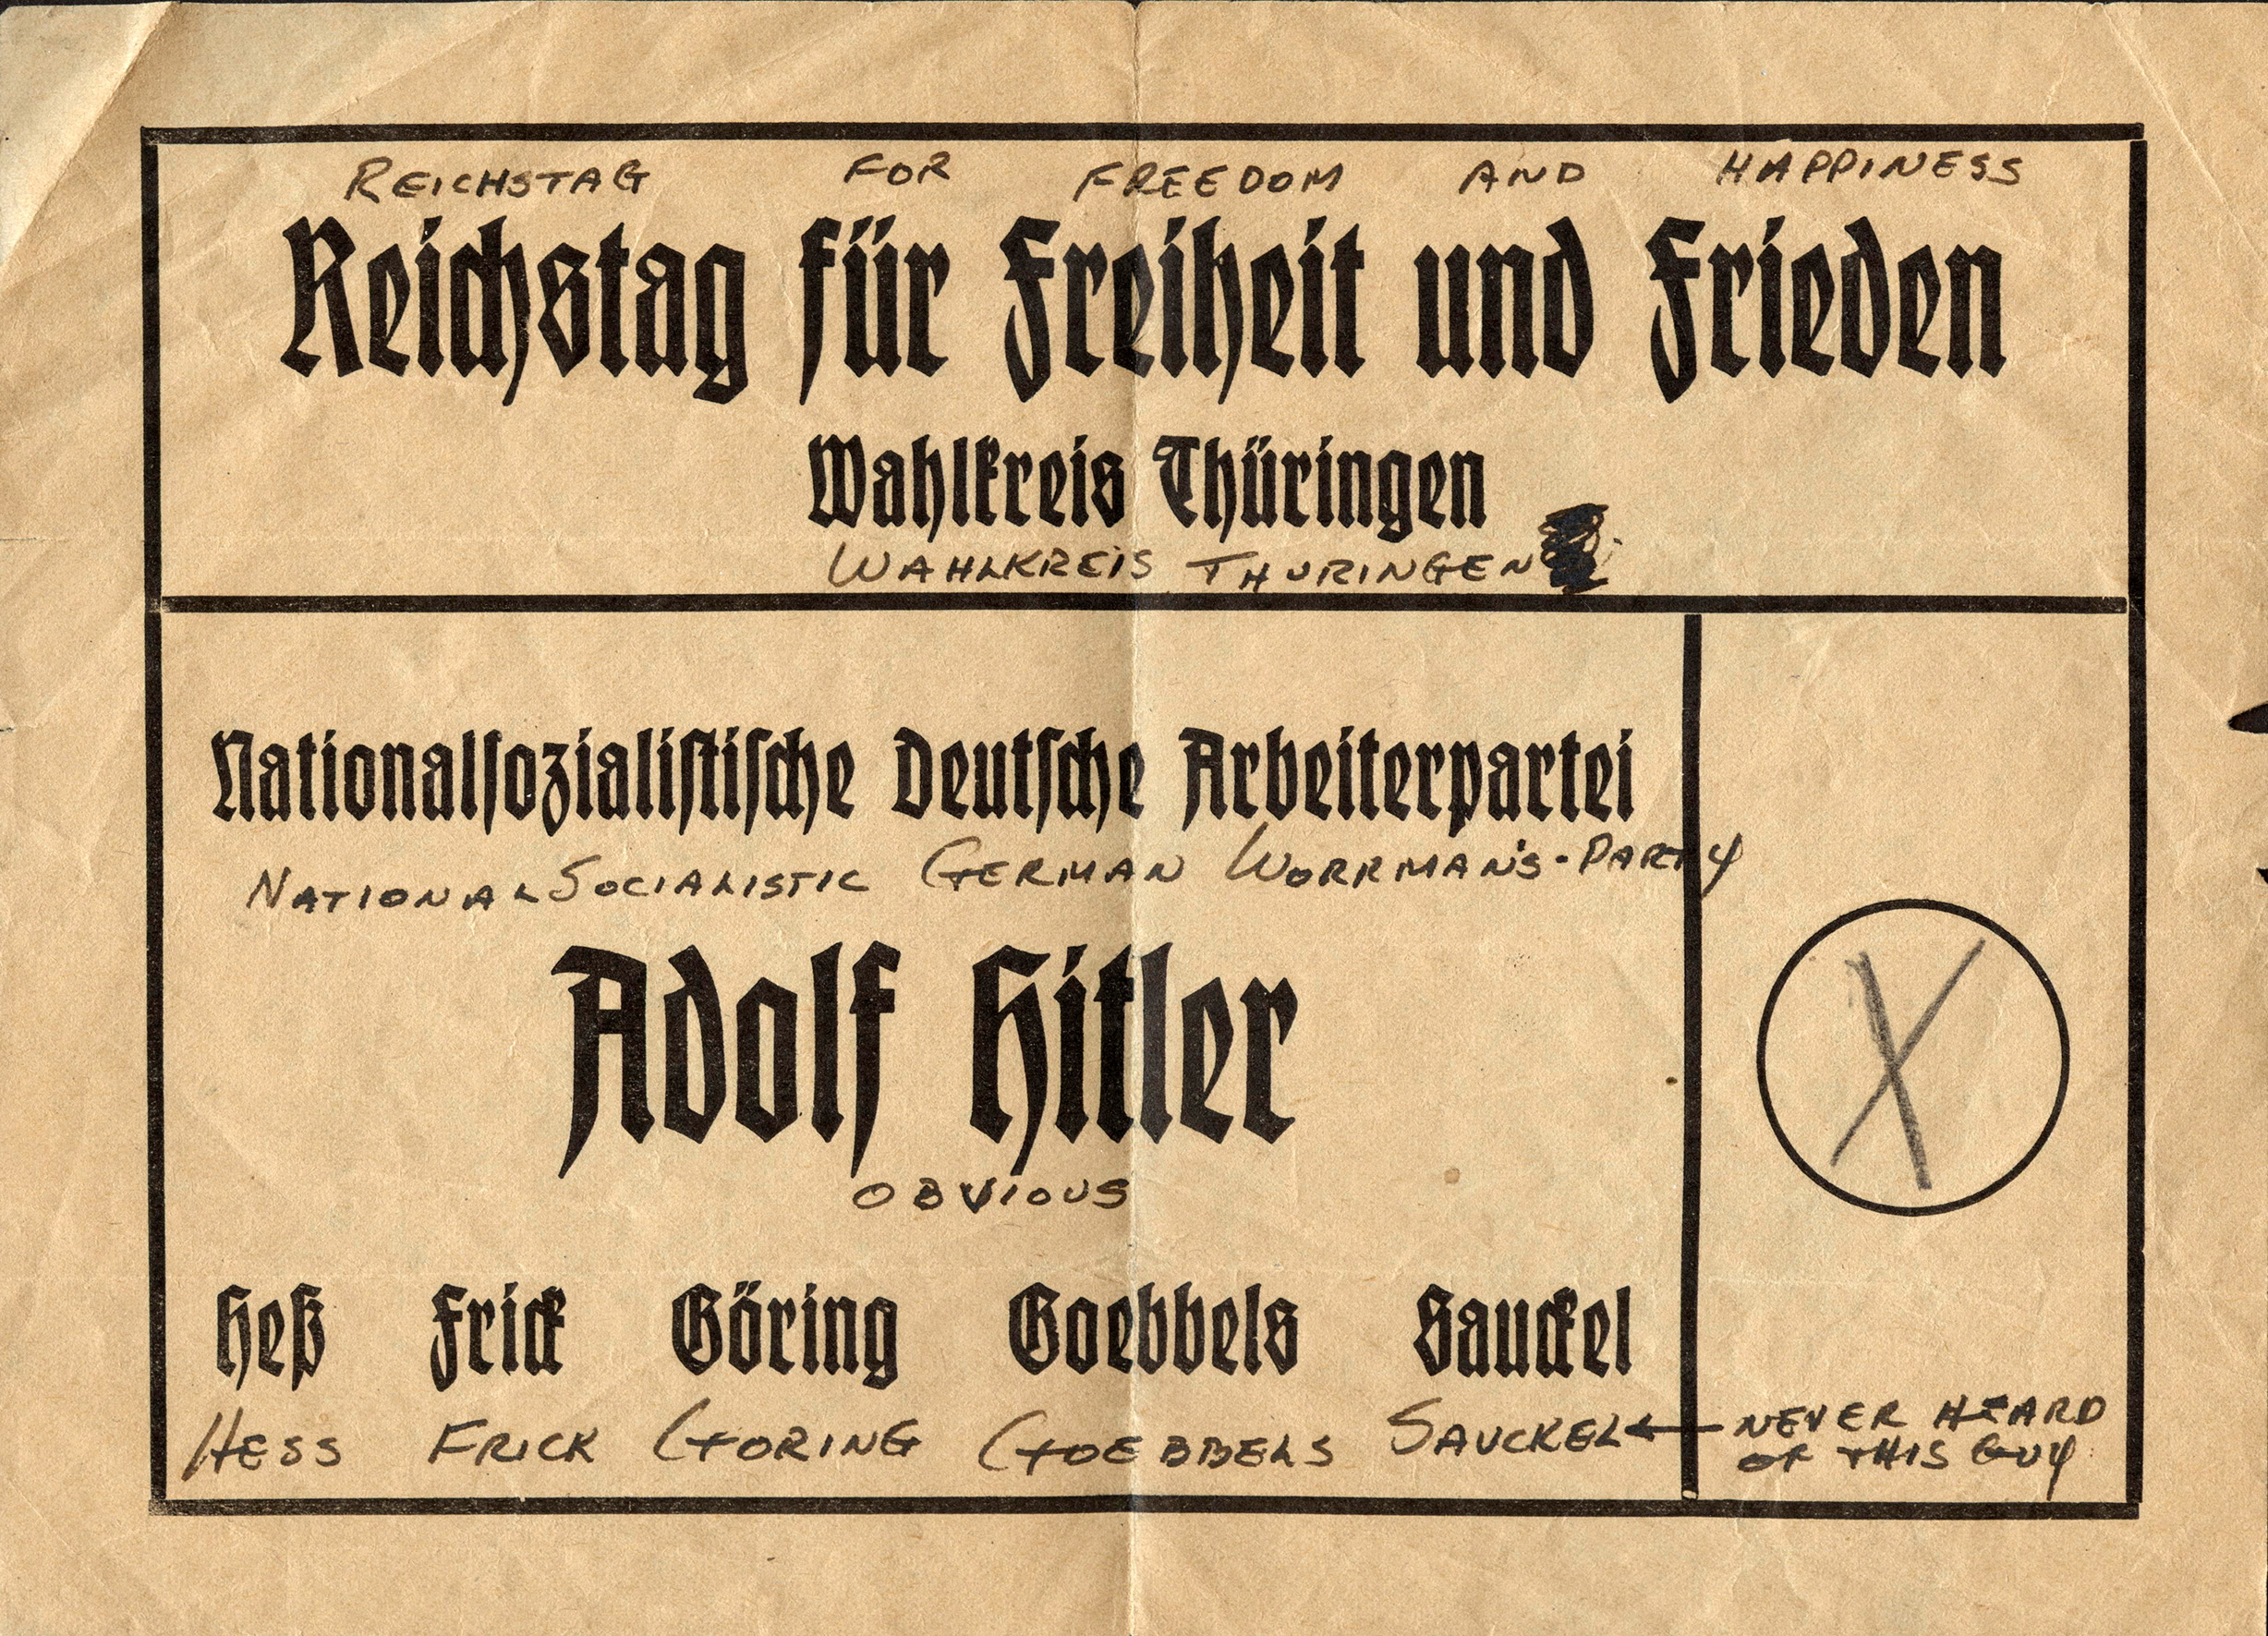 REICHSTAG FOR FREEDOM AND HAPPINESS
Reichstag für Freiheit und Frieden
Wahlkreis Thüringen
WAHLKREIS THURINGEN
Nationalsozialistische Deutsche Arbeiterpartei
NATIONAL SOCIALISTIC GERMAN WORRMAN'S-PARTY
Adolf Hitler
OBVIOUS
Heß Frick Göring Goebbels Sauckel
HESS FRICK GORING GOEBBELS SAUCKEL ← NEVER HEARD
OF THIS GUY
X